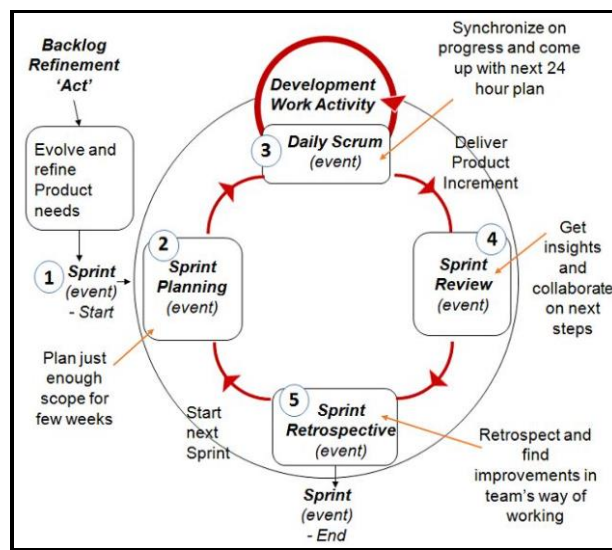 Backlog
Refinement
‘Act’
Evolve and
refine
Product
needs
1
Sprint
(event)
- Start
Plan just
enough
scope for
few weeks
2
Sprint
Planning
(event)
Development
Work Activity
3
Daily Scrum
(event)
Synchronize on
progress and come
up with next 24
hour plan
Deliver
Product
Increment
4
Sprint
Review
(event)
Get
insights
and
collaborate
on next
steps
5
Sprint
Retrospective
(event)
Retrospect and
find
improvements in
team’s way of
working
Start
next
Sprint
Sprint
(event)
- End